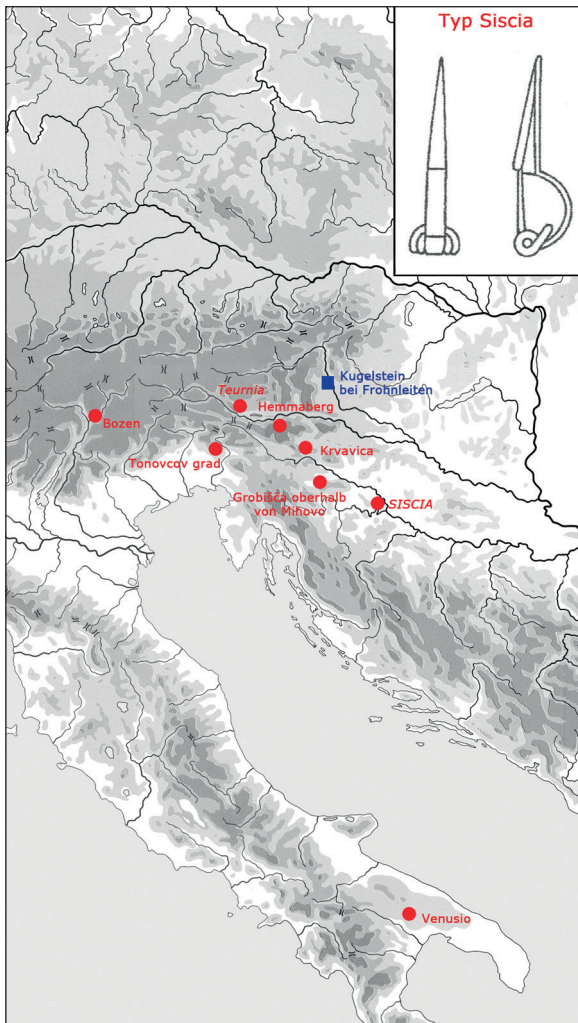 Typ Siscia
Kugelstein
bei Frohnleiten
Teurnia
Hemmaberg
Bozen
Krvavica
Tonovcov grad
Grobišča oberhalb
von Mihovo
SISCIA
Venusio